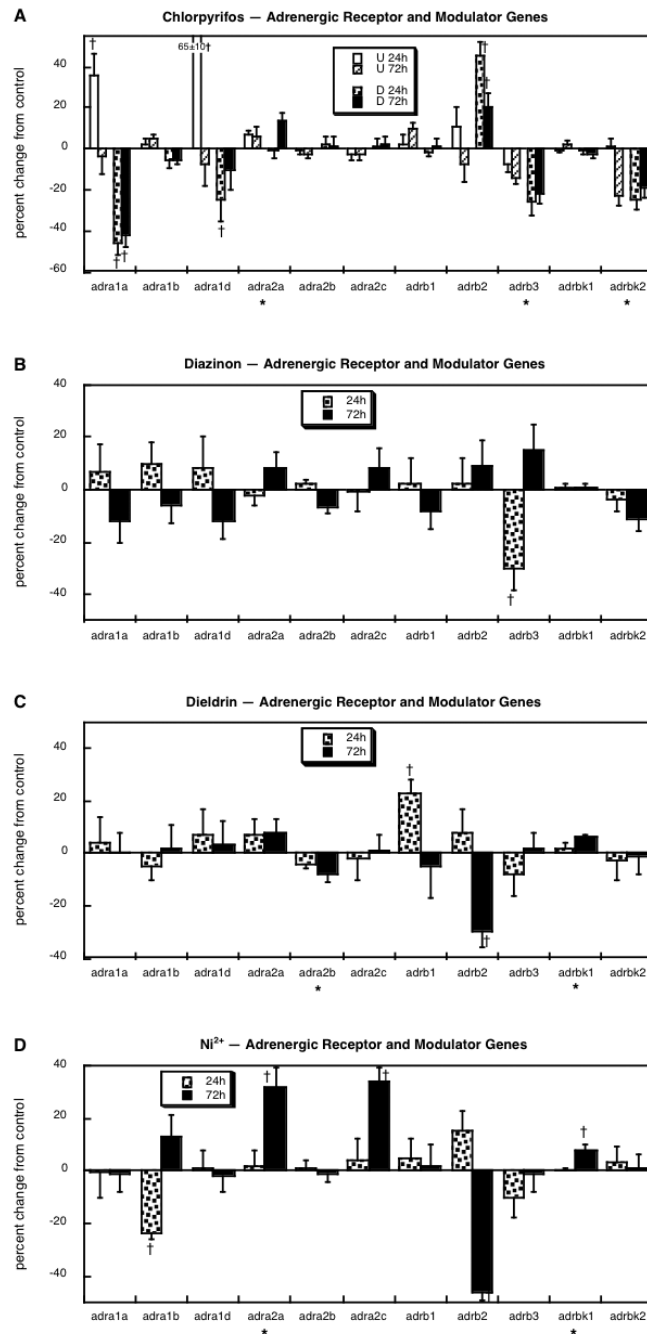 A
Chlorpyrifos — Adrenergic Receptor and Modulator Genes
percent change from control
40
20
0
-20
-40
-60
†
65±10†
U 24h
U 72h
D 24h
D 72h
†
†
†
†
†
adra1a adra1b adra1d adra2a adra2b adra2c adrb1 adrb2 adrb3 adrbk1 adrbk2
* * *
B
Diazinon — Adrenergic Receptor and Modulator Genes
percent change from control
40
20
0
-20
-40
24h
72h
†
adra1a adra1b adra1d adra2a adra2b adra2c adrb1 adrb2 adrb3 adrbk1 adrbk2
C
Dieldrin — Adrenergic Receptor and Modulator Genes
percent change from control
40
20
0
-20
-40
24h
72h
†
†
adra1a adra1b adra1d adra2a adra2b adra2c adrb1 adrb2 adrb3 adrbk1 adrbk2
* *
D
Ni²⁺ — Adrenergic Receptor and Modulator Genes
percent change from control
40
20
0
-20
-40
24h
72h
†
†
†
†
adra1a adra1b adra1d adra2a adra2b adra2c adrb1 adrb2 adrb3 adrbk1 adrbk2
* *